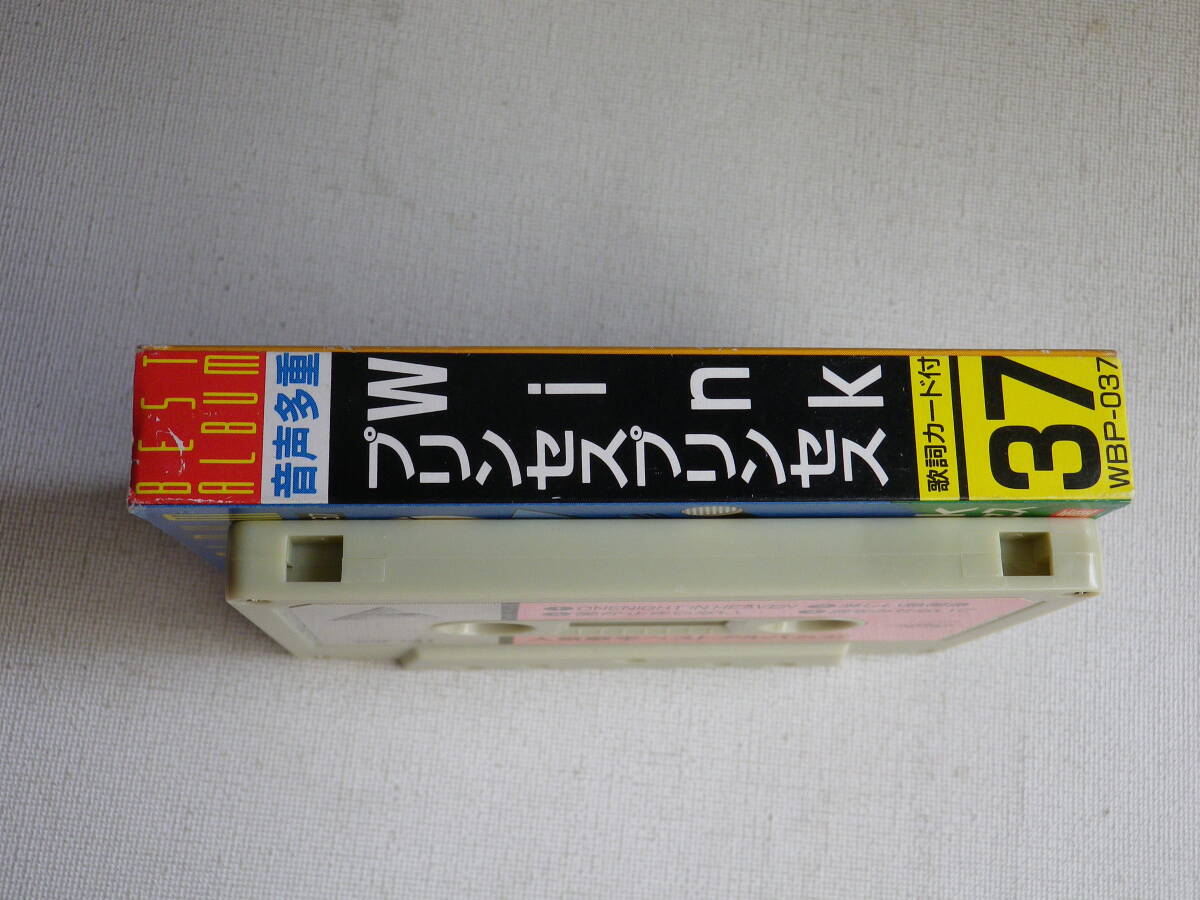 BEST
ALBUM
音声多重
Wink
プリンセスプリンセス
歌詞カード付
37
WBP-037
ONENIGHT IN HEAVEN